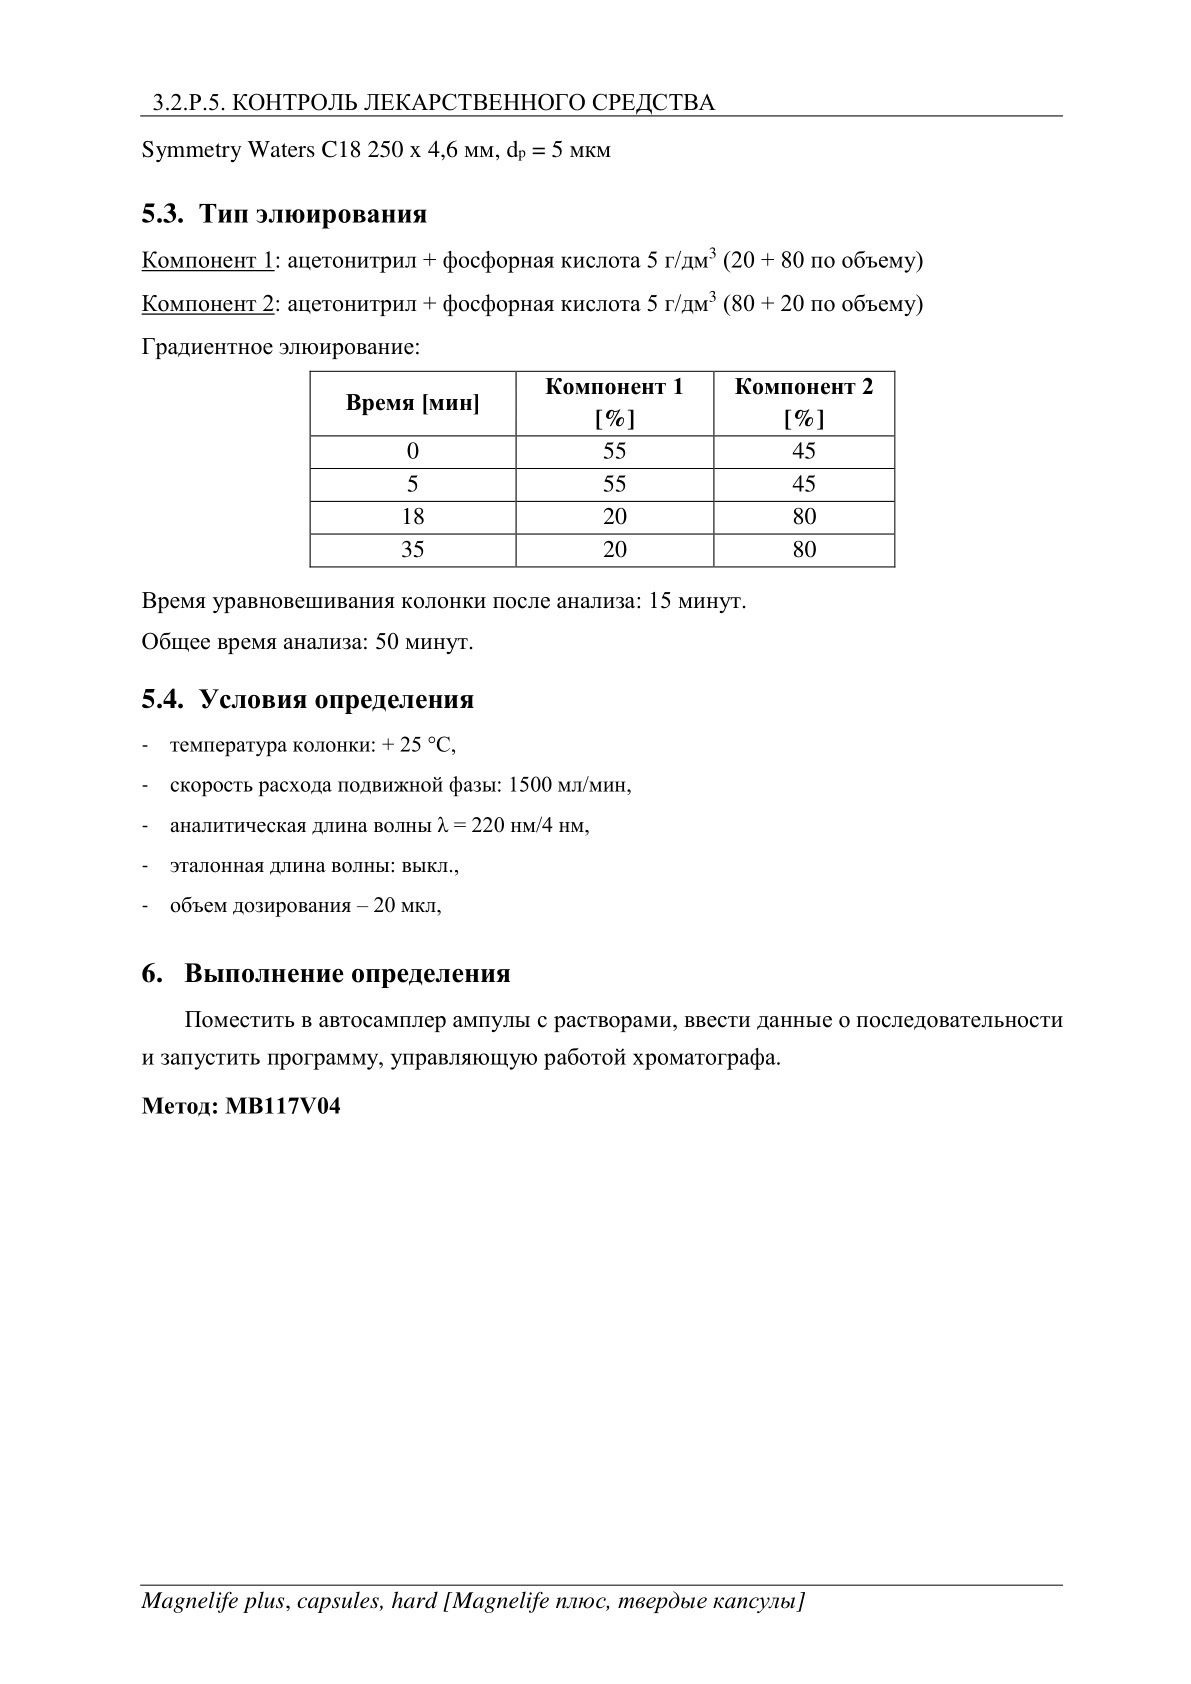 3.2.P.5. КОНТРОЛЬ ЛЕКАРСТВЕННОГО СРЕДСТВА
Symmetry Waters C18 250 x 4,6 мм, dp = 5 мкм
5.3. Тип элюирования
Компонент 1: ацетонитрил + фосфорная кислота 5 г/дм³ (20 + 80 по объему)
Компонент 2: ацетонитрил + фосфорная кислота 5 г/дм³ (80 + 20 по объему)
Градиентное элюирование:
Время [мин] Компонент 1 [%] Компонент 2 [%]
0 55 45
5 55 45
18 20 80
35 20 80
Время уравновешивания колонки после анализа: 15 минут.
Общее время анализа: 50 минут.
5.4. Условия определения
- температура колонки: + 25 °C,
- скорость расхода подвижной фазы: 1500 мл/мин,
- аналитическая длина волны λ = 220 нм/4 нм,
- эталонная длина волны: выкл.,
- объем дозирования – 20 мкл,
6. Выполнение определения
Поместить в автосамплер ампулы с растворами, ввести данные о последовательности
и запустить программу, управляющую работой хроматографа.
Метод: MB117V04
Magnelife plus, capsules, hard [Magnelife плюс, твердые капсулы]